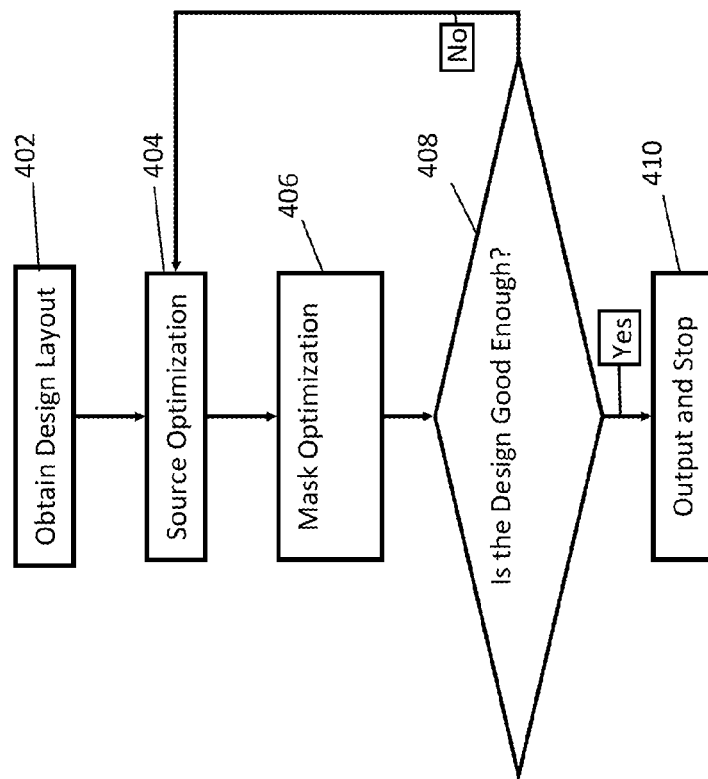 402
Obtain Design Layout
404
Source Optimization
406
Mask Optimization
408
Is the Design Good Enough?
No
Yes
410
Output and Stop